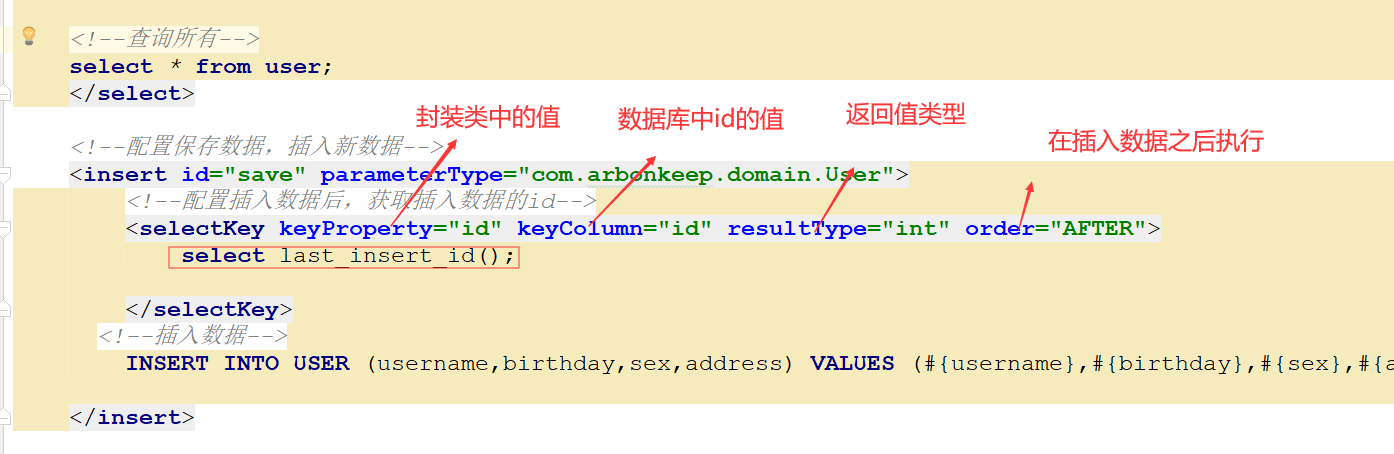 <!--查询所有-->
select * from user;
</select>
封装类中的值
数据库中id的值
返回值类型
在插入数据之后执行
<!--配置保存数据，插入新数据-->
<insert id="save" parameterType="com.arbonkeep.domain.User">
<!--配置插入数据后，获取插入数据的id-->
<selectKey keyProperty="id" keyColumn="id" resultType="int" order="AFTER">
select last_insert_id();
</selectKey>
<!--插入数据-->
INSERT INTO USER (username,birthday,sex,address) VALUES (#{username},#{birthday},#{sex},#{a
</insert>